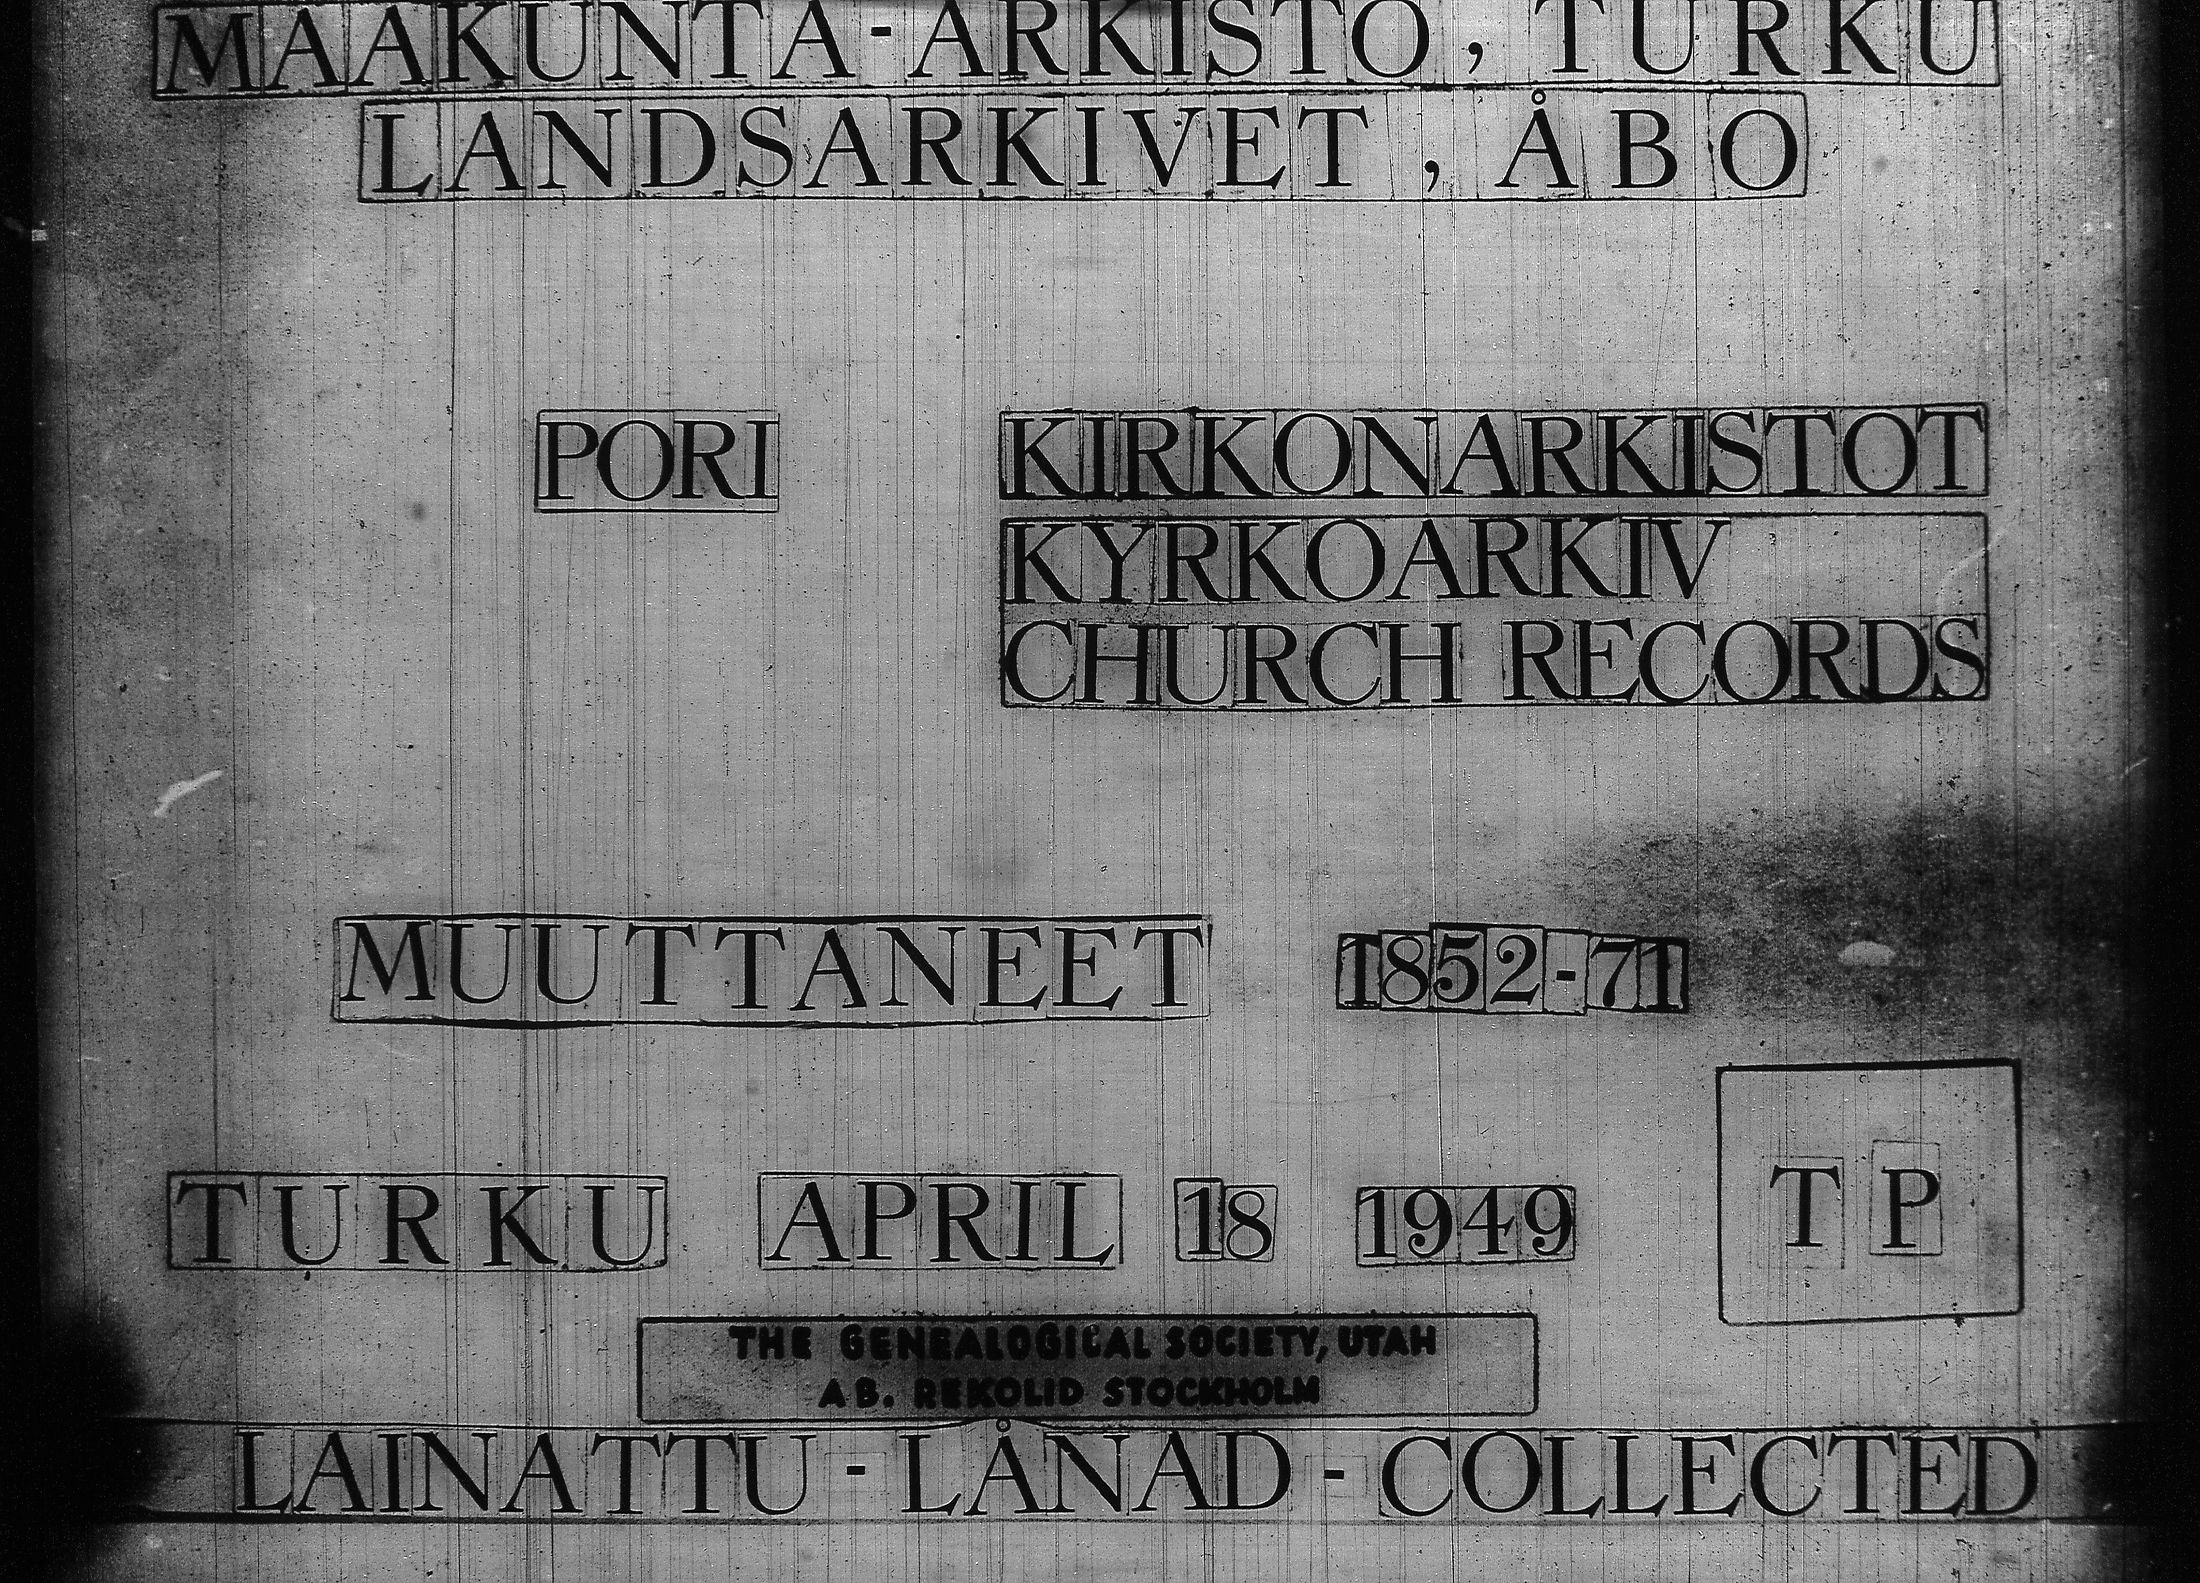 MAAKUNTA-ARKISTO, TURKU
LANDSARKIVET, ÅBO
PORI KIRKONARKISTOT
KYRKOARKIV
CHURCH RECORDS
MUUTTANEET 1852-71
TURKU APRIL 18 1949 TP
THE GENEALOGICAL SOCIETY, UTAH
AB. REKOLID STOCKHOLM
LAINATTU - LÅNAD - COLLECTED